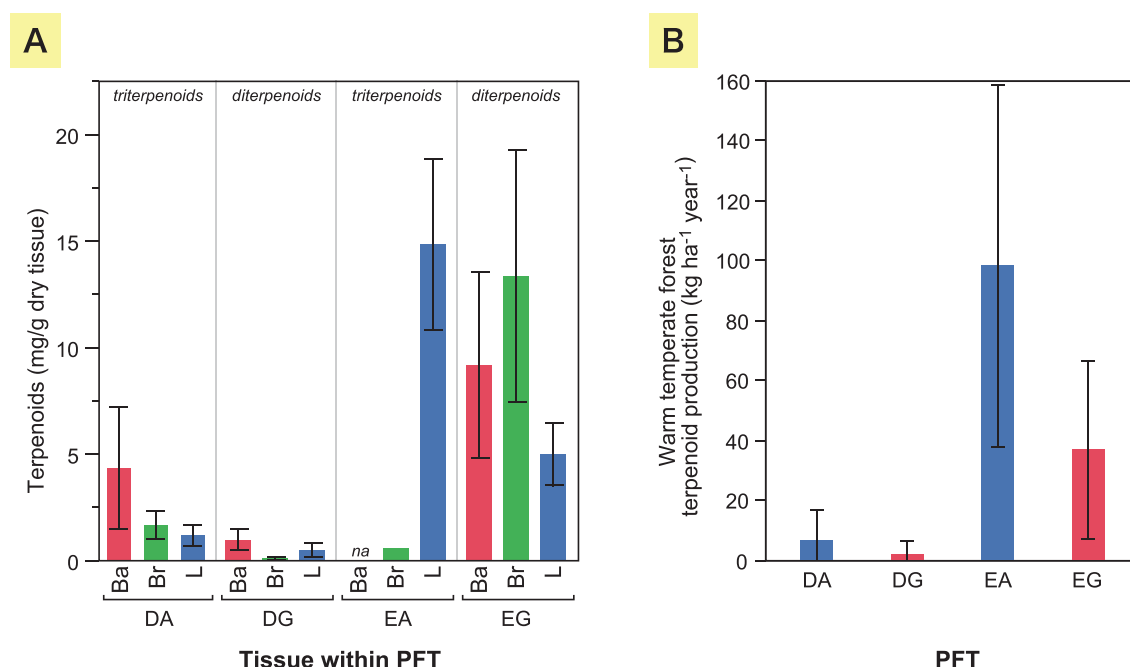 A
triterpenoids diterpenoids triterpenoids diterpenoids
Terpenoids (mg/g dry tissue)
20
15
10
5
0
na
Ba Br L Ba Br L Ba Br L Ba Br L
DA DG EA EG
Tissue within PFT
B
Warm temperate forest
terpenoid production (kg ha⁻¹ year⁻¹)
160
140
120
100
80
60
40
20
0
DA DG EA EG
PFT